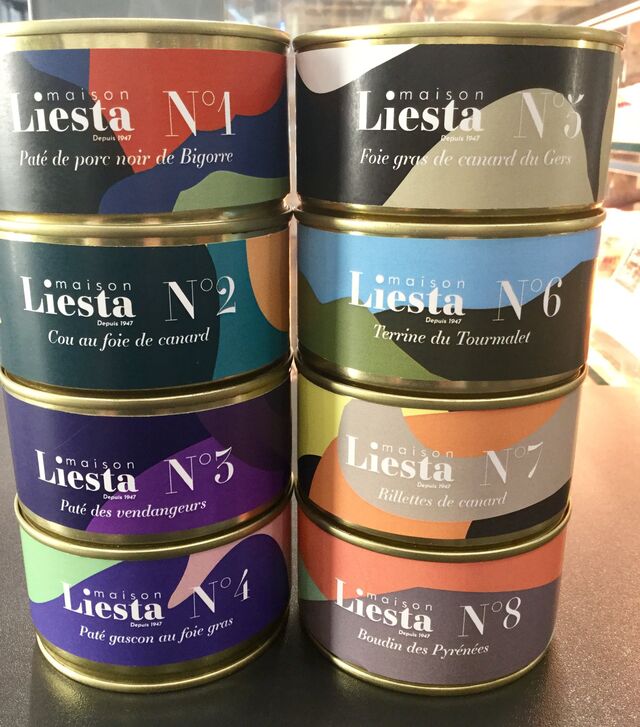 maison
Liesta
Depuis 1947
N°1
Paté de porc noir de Bigorre
maison
Liesta
Depuis 1947
N°2
Cou au foie de canard
maison
Liesta
Depuis 1947
N°3
Paté des vendangeurs
maison
Liesta
Depuis 1947
N°4
Paté gascon au foie gras
maison
Liesta
Depuis 1947
N°5
Foie gras de canard du Gers
maison
Liesta
Depuis 1947
N°6
Terrine du Tourmalet
maison
Liesta
Depuis 1947
N°7
Rillettes de canard
maison
Liesta
Depuis 1947
N°8
Boudin des Pyrénées